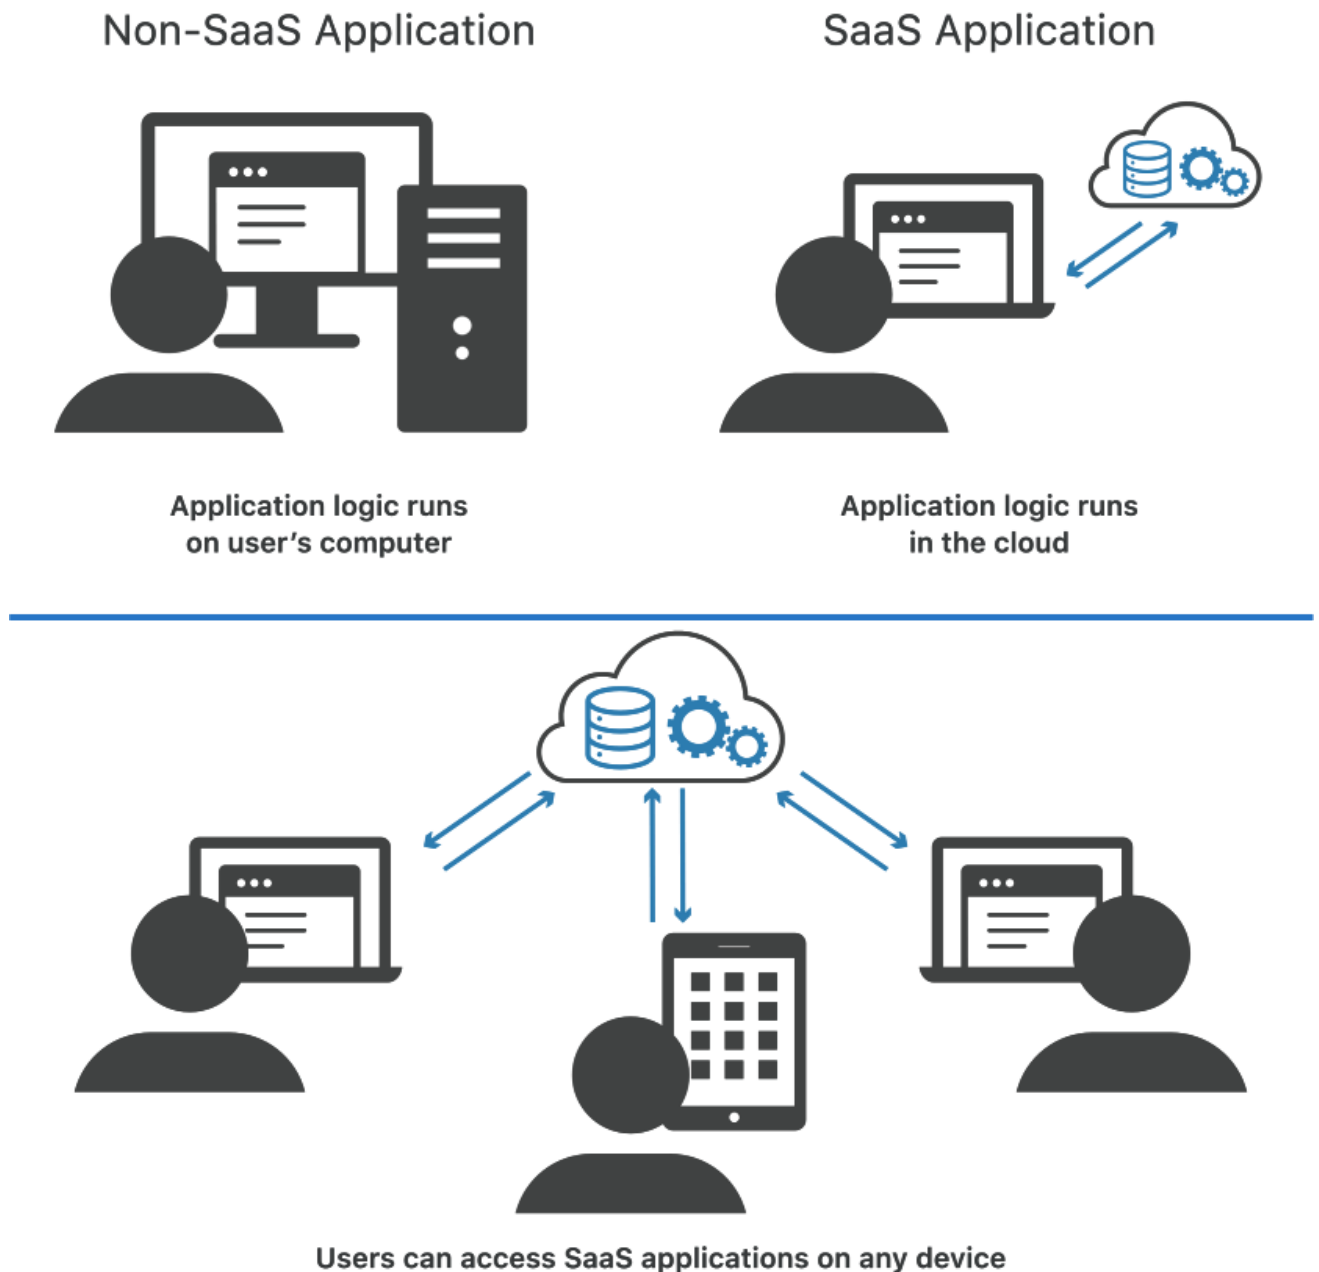 Non-SaaS Application
SaaS Application
Application logic runs
on user's computer
Application logic runs
in the cloud
Users can access SaaS applications on any device